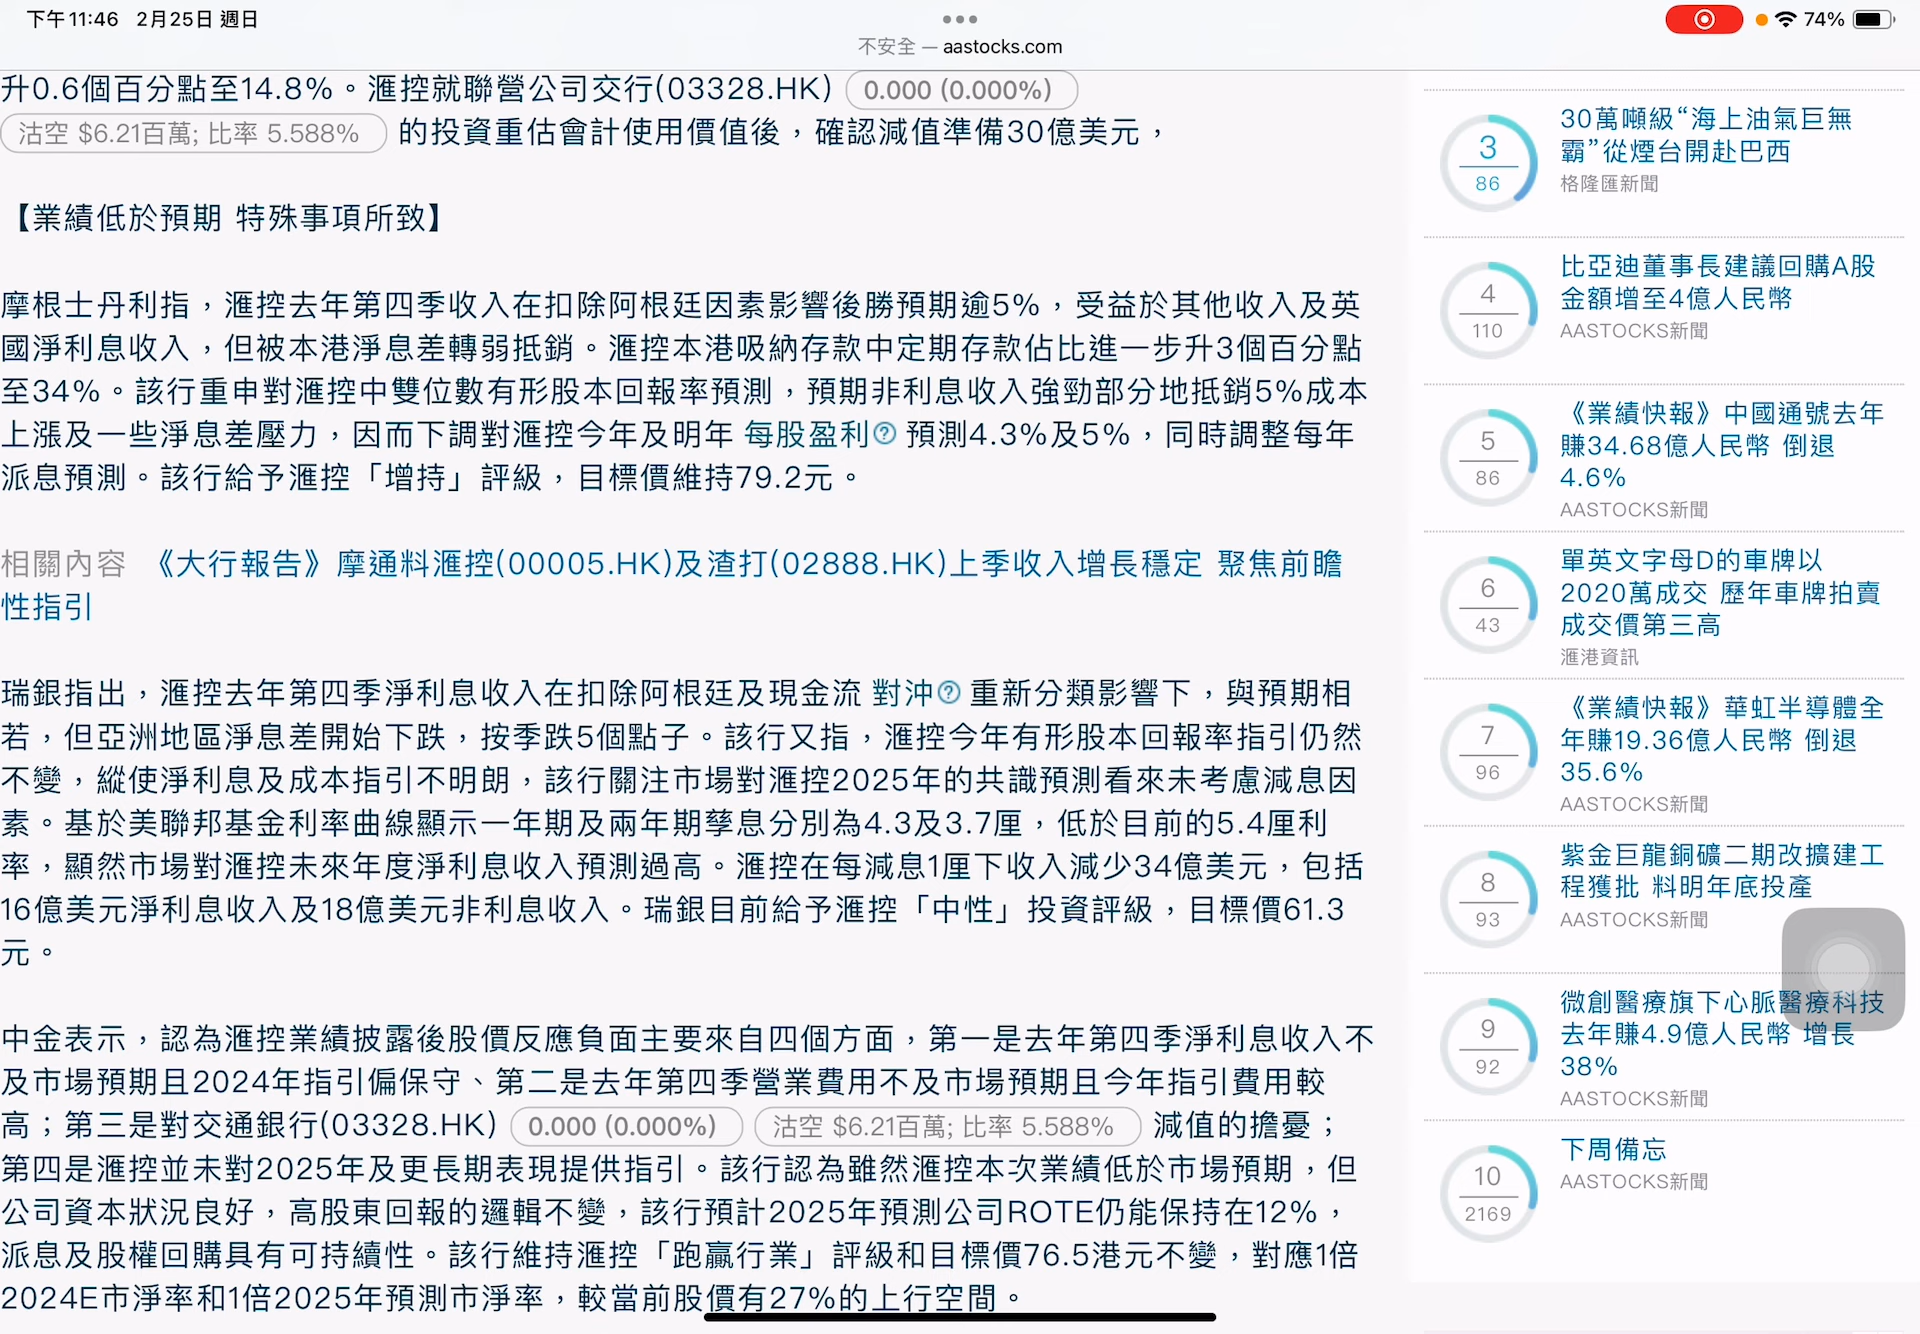 下午11:46 2月25日 週日
74%
不安全 — aastocks.com
升0.6個百分點至14.8%。滙控就聯營公司交行(03328.HK) 0.000 (0.000%)
沽空 $6.21百萬; 比率 5.588% 的投資重估會計使用價值後，確認減值準備30億美元，
【業績低於預期 特殊事項所致】
摩根士丹利指，滙控去年第四季收入在扣除阿根廷因素影響後勝預期逾5%，受益於其他收入及英
國淨利息收入，但被本港淨息差轉弱抵銷。滙控本港吸納存款中定期存款佔比進一步升3個百分點
至34%。該行重申對滙控中雙位數有形股本回報率預測，預期非利息收入強勁部分地抵銷5%成本
上漲及一些淨息差壓力，因而下調對滙控今年及明年 每股盈利? 預測4.3%及5%，同時調整每年
派息預測。該行給予滙控「增持」評級，目標價維持79.2元。
相關內容 《大行報告》摩通料滙控(00005.HK)及渣打(02888.HK)上季收入增長穩定 聚焦前瞻
性指引
瑞銀指出，滙控去年第四季淨利息收入在扣除阿根廷及現金流 對沖? 重新分類影響下，與預期相
若，但亞洲地區淨息差開始下跌，按季跌5個點子。該行又指，滙控今年有形股本回報率指引仍然
不變，縱使淨利息及成本指引不明朗，該行關注市場對滙控2025年的共識預測看來未考慮減息因
素。基於美聯邦基金利率曲線顯示一年期及兩年期孳息分別為4.3及3.7厘，低於目前的5.4厘利
率，顯然市場對滙控未來年度淨利息收入預測過高。滙控在每減息1厘下收入減少34億美元，包括
16億美元淨利息收入及18億美元非利息收入。瑞銀目前給予滙控「中性」投資評級，目標價61.3
元。
中金表示，認為滙控業績披露後股價反應負面主要來自四個方面，第一是去年第四季淨利息收入不
及市場預期且2024年指引偏保守、第二是去年第四季營業費用不及市場預期且今年指引費用較
高；第三是對交通銀行(03328.HK) 0.000 (0.000%) 沽空 $6.21百萬; 比率 5.588% 減值的擔憂；
第四是滙控並未對2025年及更長期表現提供指引。該行認為雖然滙控本次業績低於市場預期，但
公司資本狀況良好，高股東回報的邏輯不變，該行預計2025年預測公司ROTE仍能保持在12%，
派息及股權回購具有可持續性。該行維持滙控「跑贏行業」評級和目標價76.5港元不變，對應1倍
2024E市淨率和1倍2025年預測市淨率，較當前股價有27%的上行空間。
3
86
30萬噸級“海上油氣巨無
霸”從煙台開赴巴西
格隆匯新聞
4
110
比亞迪董事長建議回購A股
金額增至4億人民幣
AASTOCKS新聞
5
86
《業績快報》中國通號去年
賺34.68億人民幣 倒退
4.6%
AASTOCKS新聞
6
43
單英文字母D的車牌以
2020萬成交 歷年車牌拍賣
成交價第三高
滙港資訊
7
96
《業績快報》華虹半導體全
年賺19.36億人民幣 倒退
35.6%
AASTOCKS新聞
8
93
紫金巨龍銅礦二期改擴建工
程獲批 料明年底投產
AASTOCKS新聞
9
92
微創醫療旗下心脈醫療科技
去年賺4.9億人民幣 增長
38%
AASTOCKS新聞
10
2169
下周備忘
AASTOCKS新聞